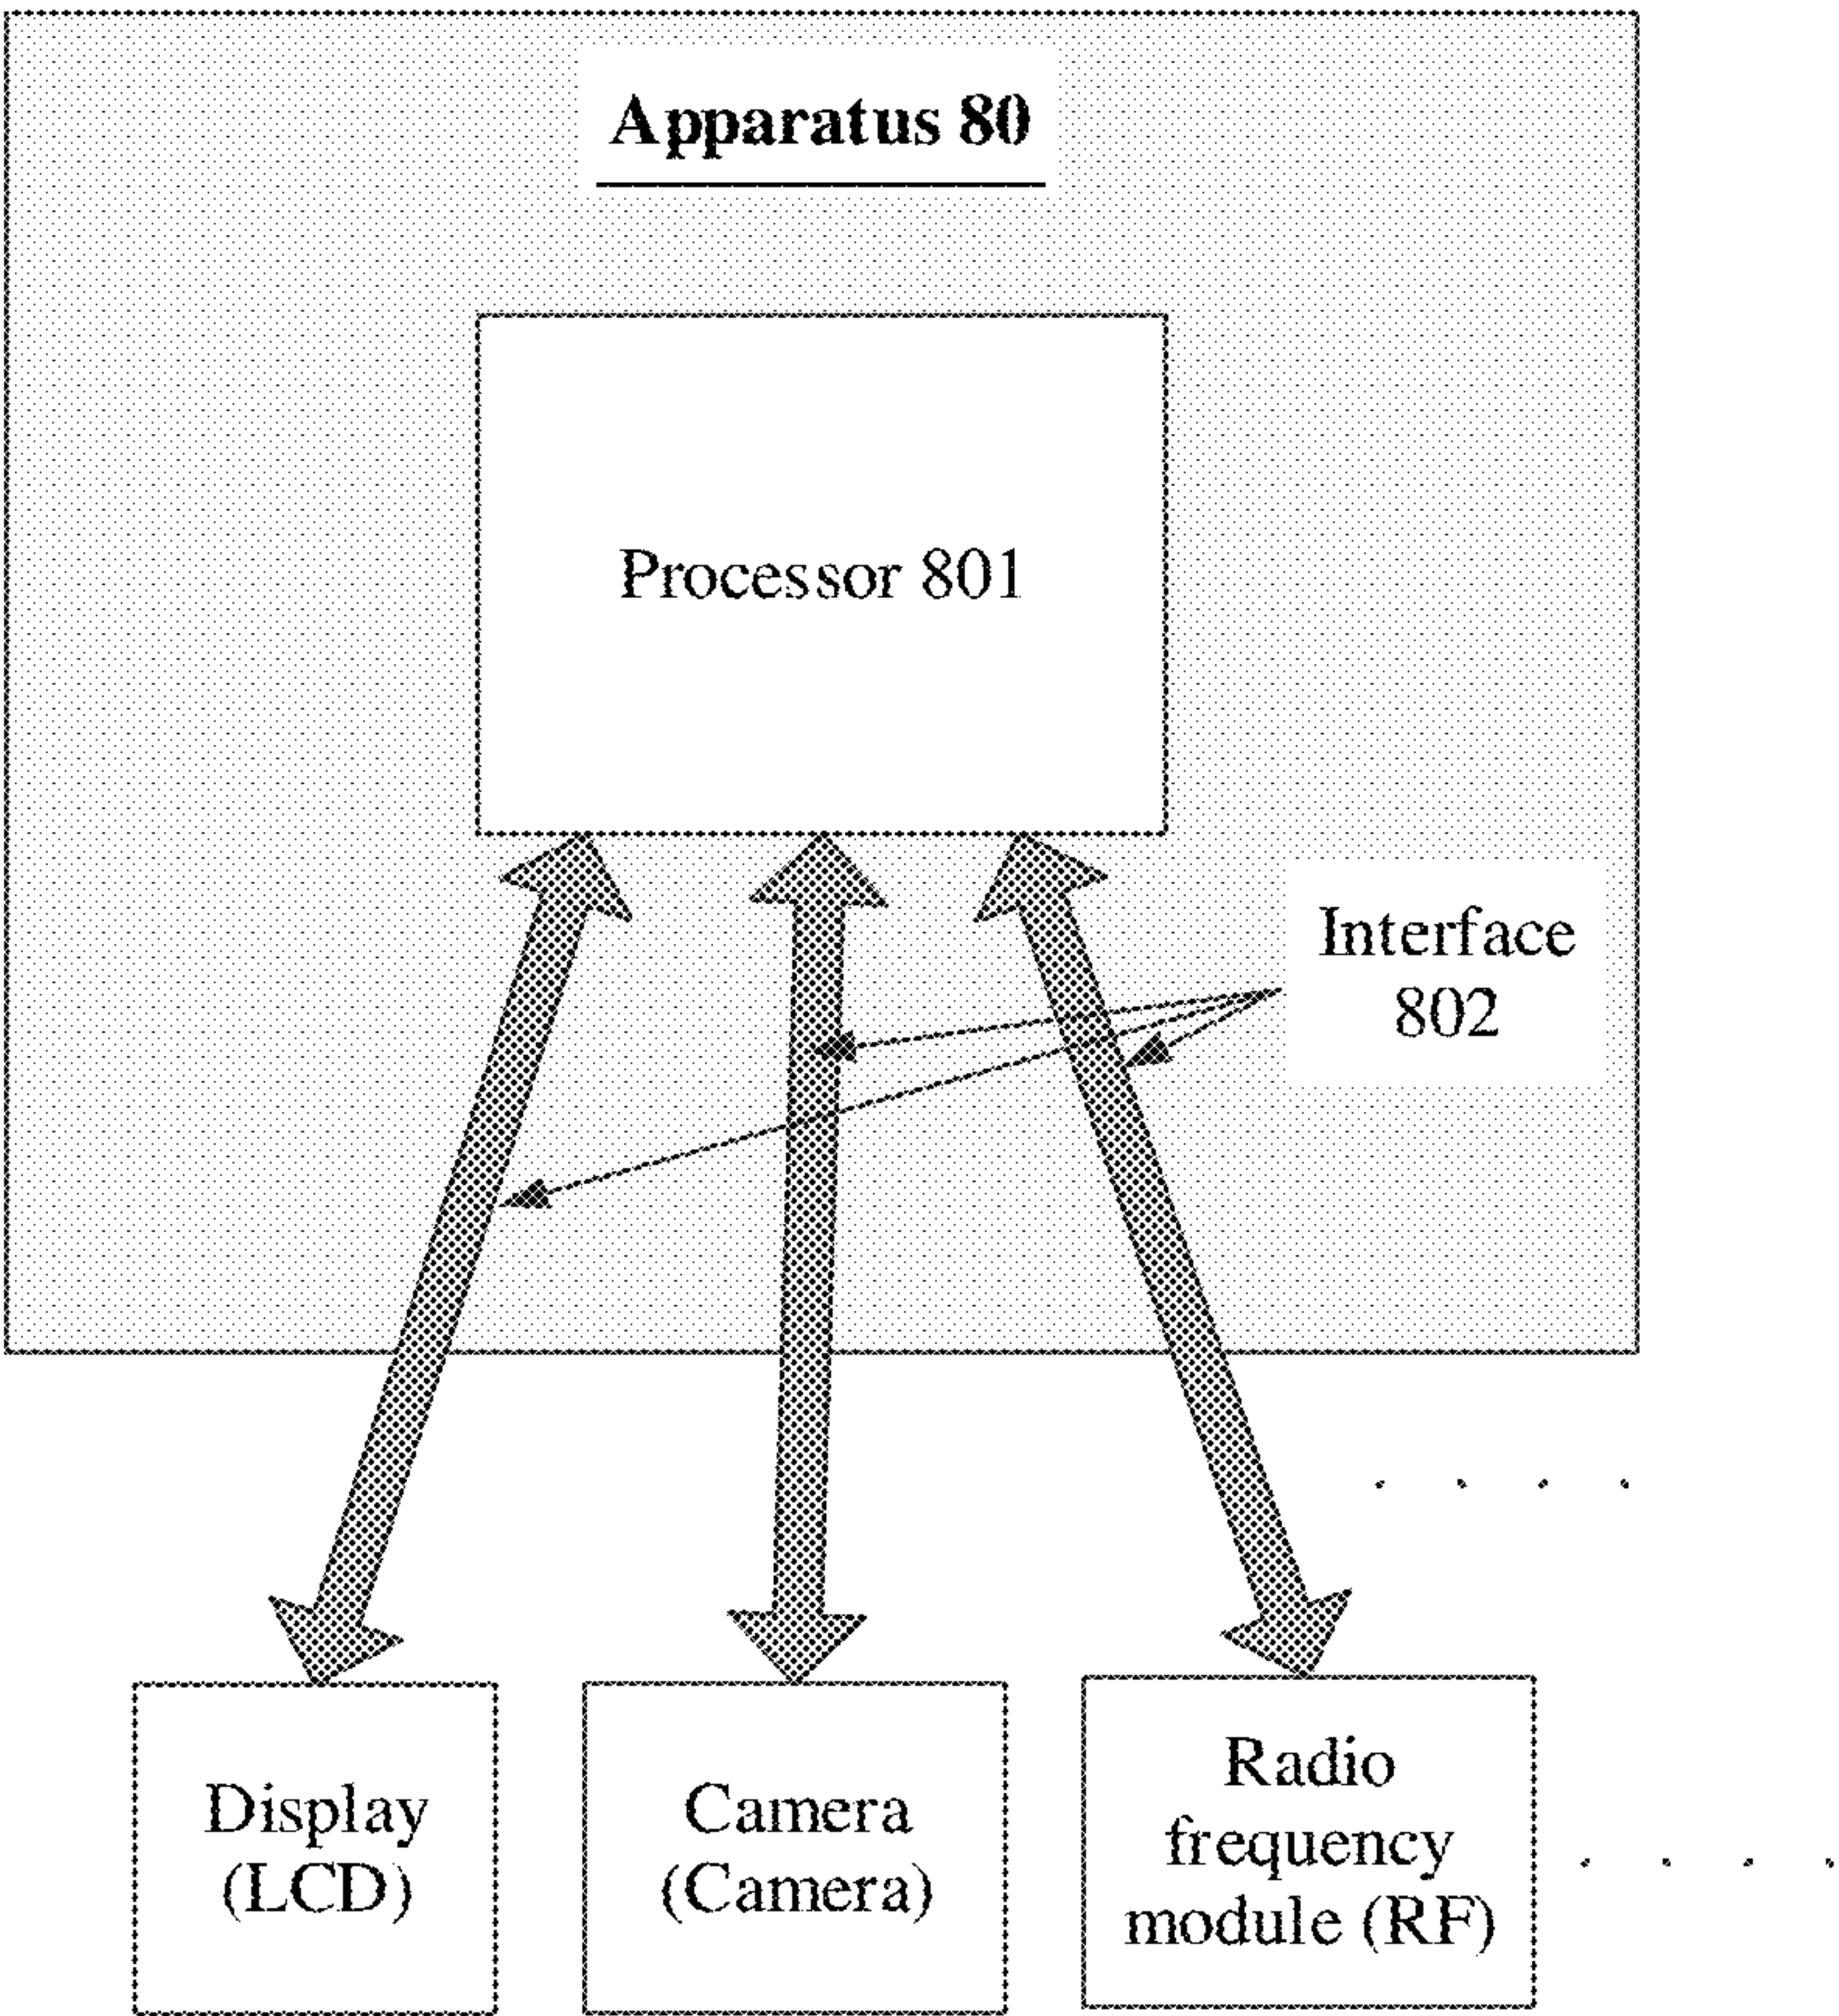 Apparatus 80
Processor 801
Interface
802
Display
(LCD)
Camera
(Camera)
Radio
frequency
module (RF)
. . . .
. . . .